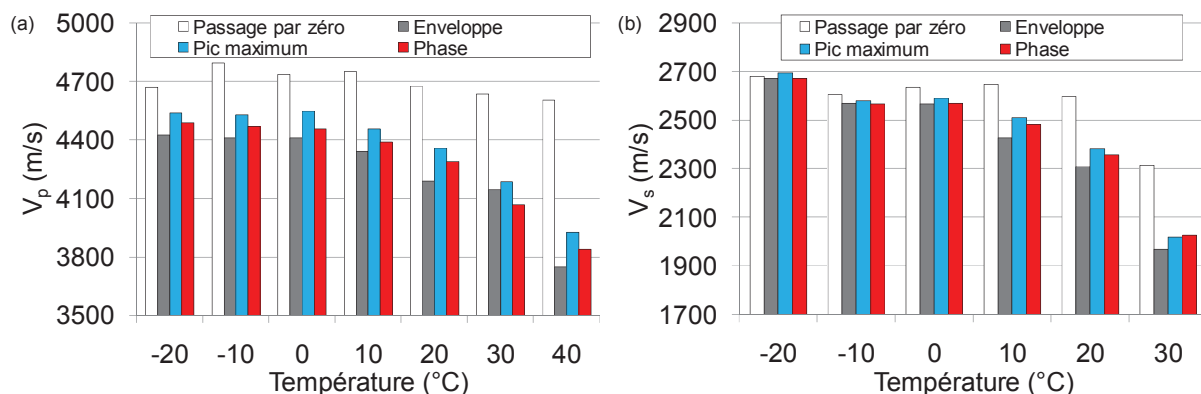 (a)
5000
4700
4400
4100
3800
3500
V_p (m/s)
Passage par zéro
Enveloppe
Pic maximum
Phase
-20 -10 0 10 20 30 40
Température (°C)
(b)
2900
2700
2500
2300
2100
1900
1700
V_s (m/s)
Passage par zéro
Enveloppe
Pic maximum
Phase
-20 -10 0 10 20 30
Température (°C)